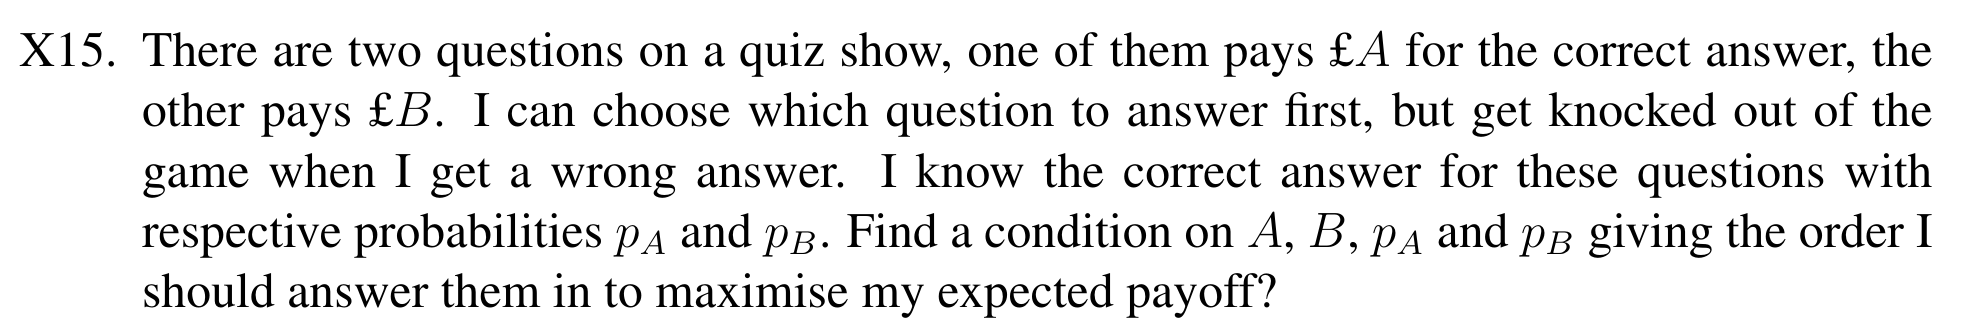 X15. There are two questions on a quiz show, one of them pays £A for the correct answer, the
other pays £B. I can choose which question to answer first, but get knocked out of the
game when I get a wrong answer. I know the correct answer for these questions with
respective probabilities p_A and p_B. Find a condition on A, B, p_A and p_B giving the order I
should answer them in to maximise my expected payoff?